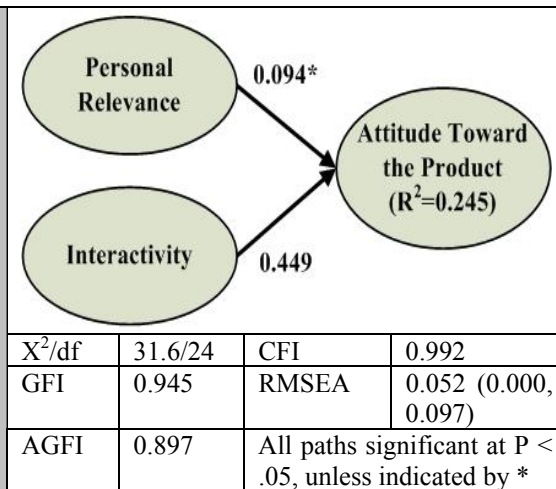 Personal
Relevance
0.094*
Attitude Toward
the Product
(R²=0.245)
Interactivity
0.449
X²/df 31.6/24 CFI 0.992
GFI 0.945 RMSEA 0.052 (0.000,
0.097)
AGFI 0.897 All paths significant at P <
.05, unless indicated by *